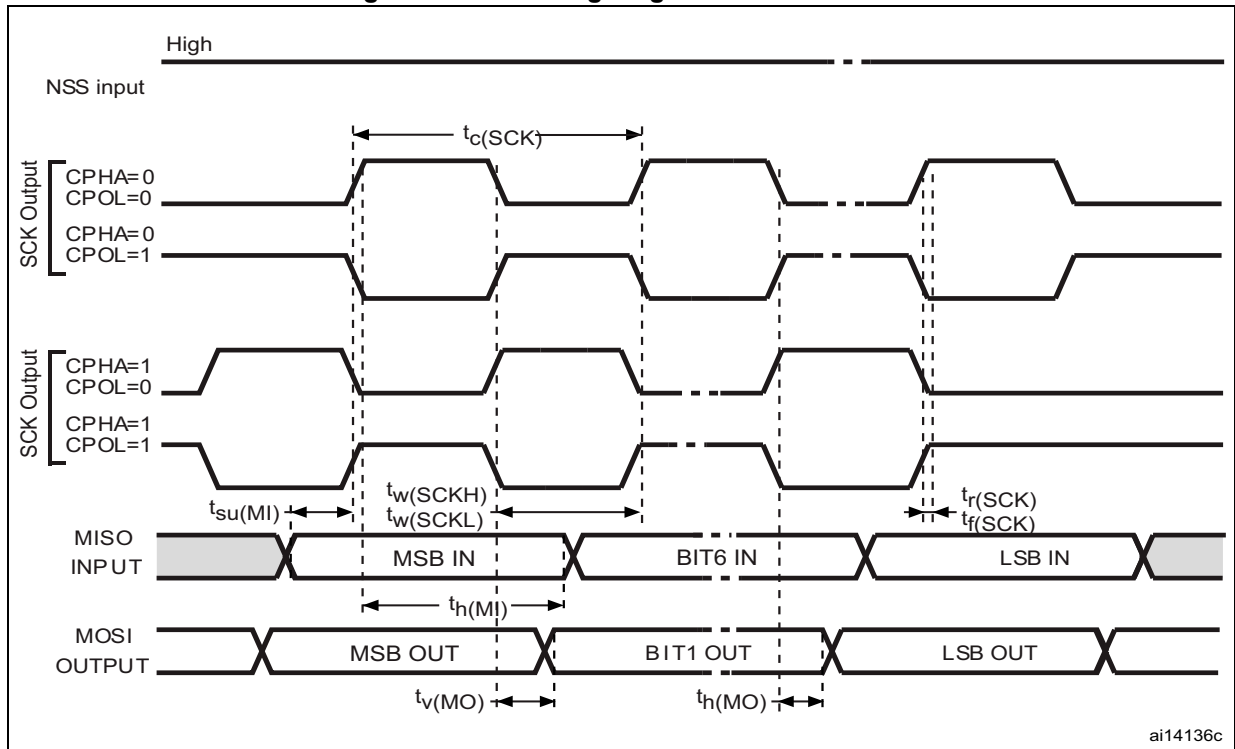 High
NSS input
tc(SCK)
SCK Output
CPHA=0
CPOL=0
CPHA=0
CPOL=1
SCK Output
CPHA=1
CPOL=0
CPHA=1
CPOL=1
tsu(MI)
tw(SCKH)
tw(SCKL)
tr(SCK)
tf(SCK)
MISO
INPUT
MSB IN
BIT6 IN
LSB IN
th(MI)
MOSI
OUTPUT
MSB OUT
BIT1 OUT
LSB OUT
tv(MO)
th(MO)
ai14136c